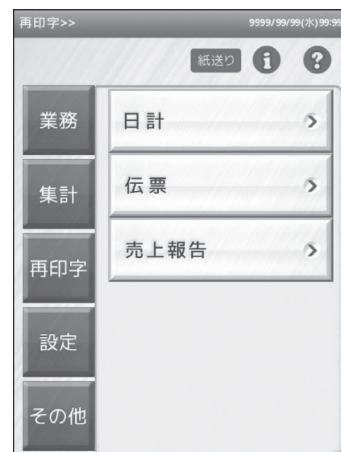 再印字>> 9999/99/99(水)99:99
紙送り i ?
業務
集計
再印字
設定
その他
日計 >
伝票 >
売上報告 >